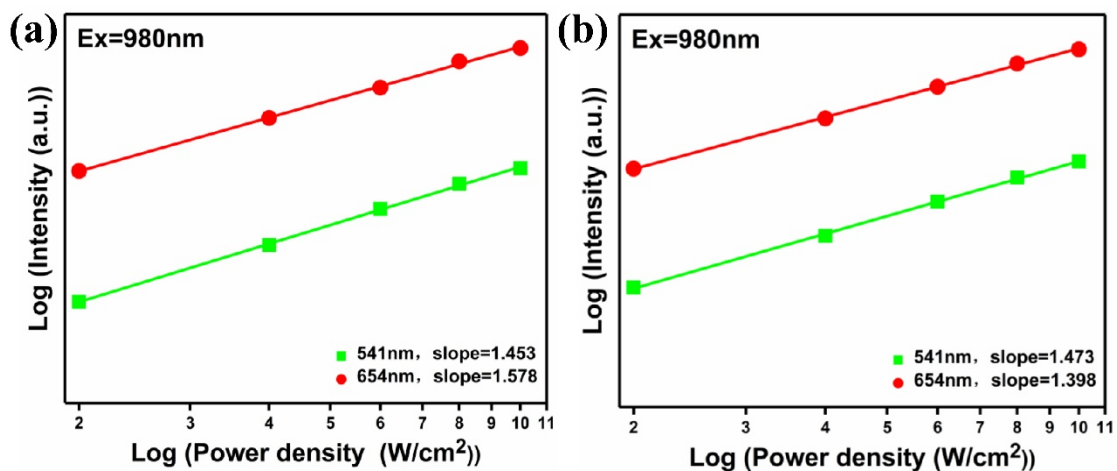 (a)
Ex=980nm
Log (Intensity (a.u.))
541nm， slope=1.453
654nm， slope=1.578
2 3 4 5 6 7 8 9 10 11
Log (Power density (W/cm²))
(b)
Ex=980nm
Log (Intensity (a.u.))
541nm， slope=1.473
654nm， slope=1.398
2 3 4 5 6 7 8 9 10 11
Log (Power density (W/cm²))